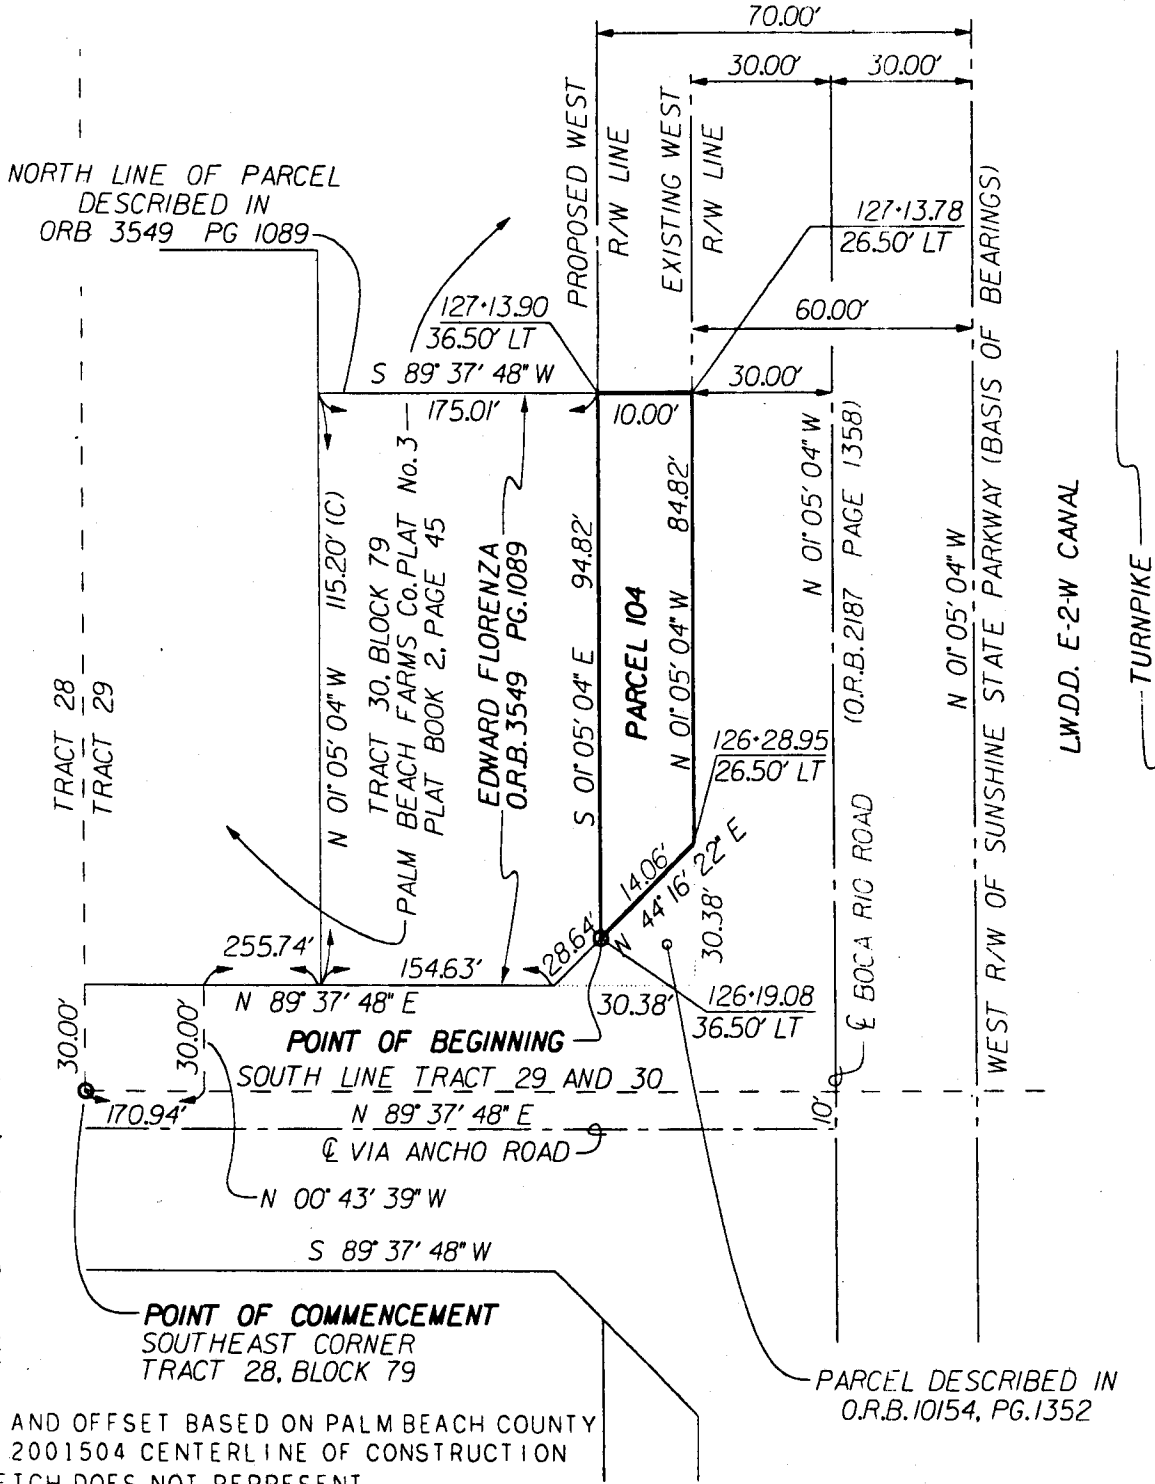 70.00'
30.00'
30.00'
PROPOSED WEST
R/W LINE
EXISTING WEST
R/W LINE
NORTH LINE OF PARCEL
DESCRIBED IN
ORB 3549 PG 1089
127+13.78
26.50' LT
127+13.90
36.50' LT
60.00'
S 89° 37' 48" W
175.01'
10.00'
30.00'
TRACT 28
TRACT 29
N 01° 05' 04" W 115.20' (C)
TRACT 30, BLOCK 79
PALM BEACH FARMS Co. PLAT No. 3
PLAT BOOK 2, PAGE 45
EDWARD FLORENZA
O.R.B. 3549 PG. 1089
S 01° 05' 04" E 94.82'
PARCEL 104
N 01° 05' 04" W 84.82'
N 01° 05' 04" W
(O.R.B. 2187 PAGE 1358)
℄ BOCA RIO ROAD
N 01° 05' 04" W
WEST R/W OF SUNSHINE STATE PARKWAY (BASIS OF BEARINGS)
L.W.D.D. E-2-W CANAL
TURNPIKE
126+28.95
26.50' LT
14.06'
N 44° 16' 22" E
28.64'
30.38'
30.38'
126+19.08
36.50' LT
255.74'
154.63'
N 89° 37' 48" E
30.00'
30.00'
POINT OF BEGINNING
SOUTH LINE TRACT 29 AND 30
170.94'
N 89° 37' 48" E
10'
℄ VIA ANCHO ROAD
N 00° 43' 39" W
S 89° 37' 48" W
POINT OF COMMENCEMENT
SOUTHEAST CORNER
TRACT 28, BLOCK 79
PARCEL DESCRIBED IN
O.R.B. 10154, PG. 1352
AND OFFSET BASED ON PALM BEACH COUNTY
2001504 CENTERLINE OF CONSTRUCTION
DOES NOT REPRESENT